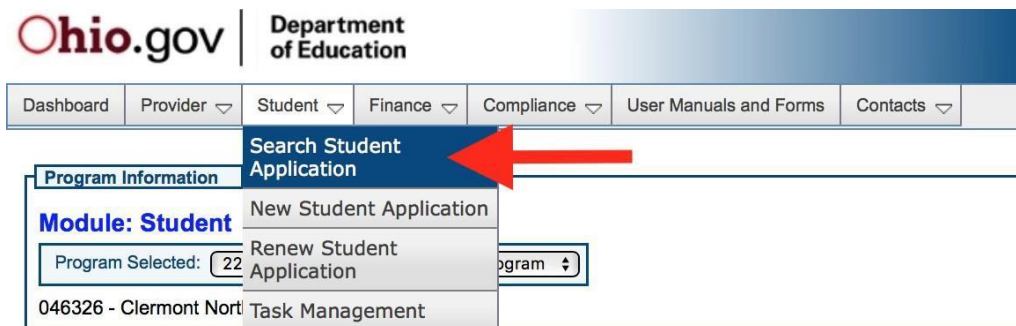 Ohio.gov
Department
of Education
Dashboard Provider Student Finance Compliance User Manuals and Forms Contacts
Search Student
Application
Program Information
New Student Application
Module: Student
Renew Student
Application
Program Selected: 22 ogram
Task Management
046326 - Clermont Nort